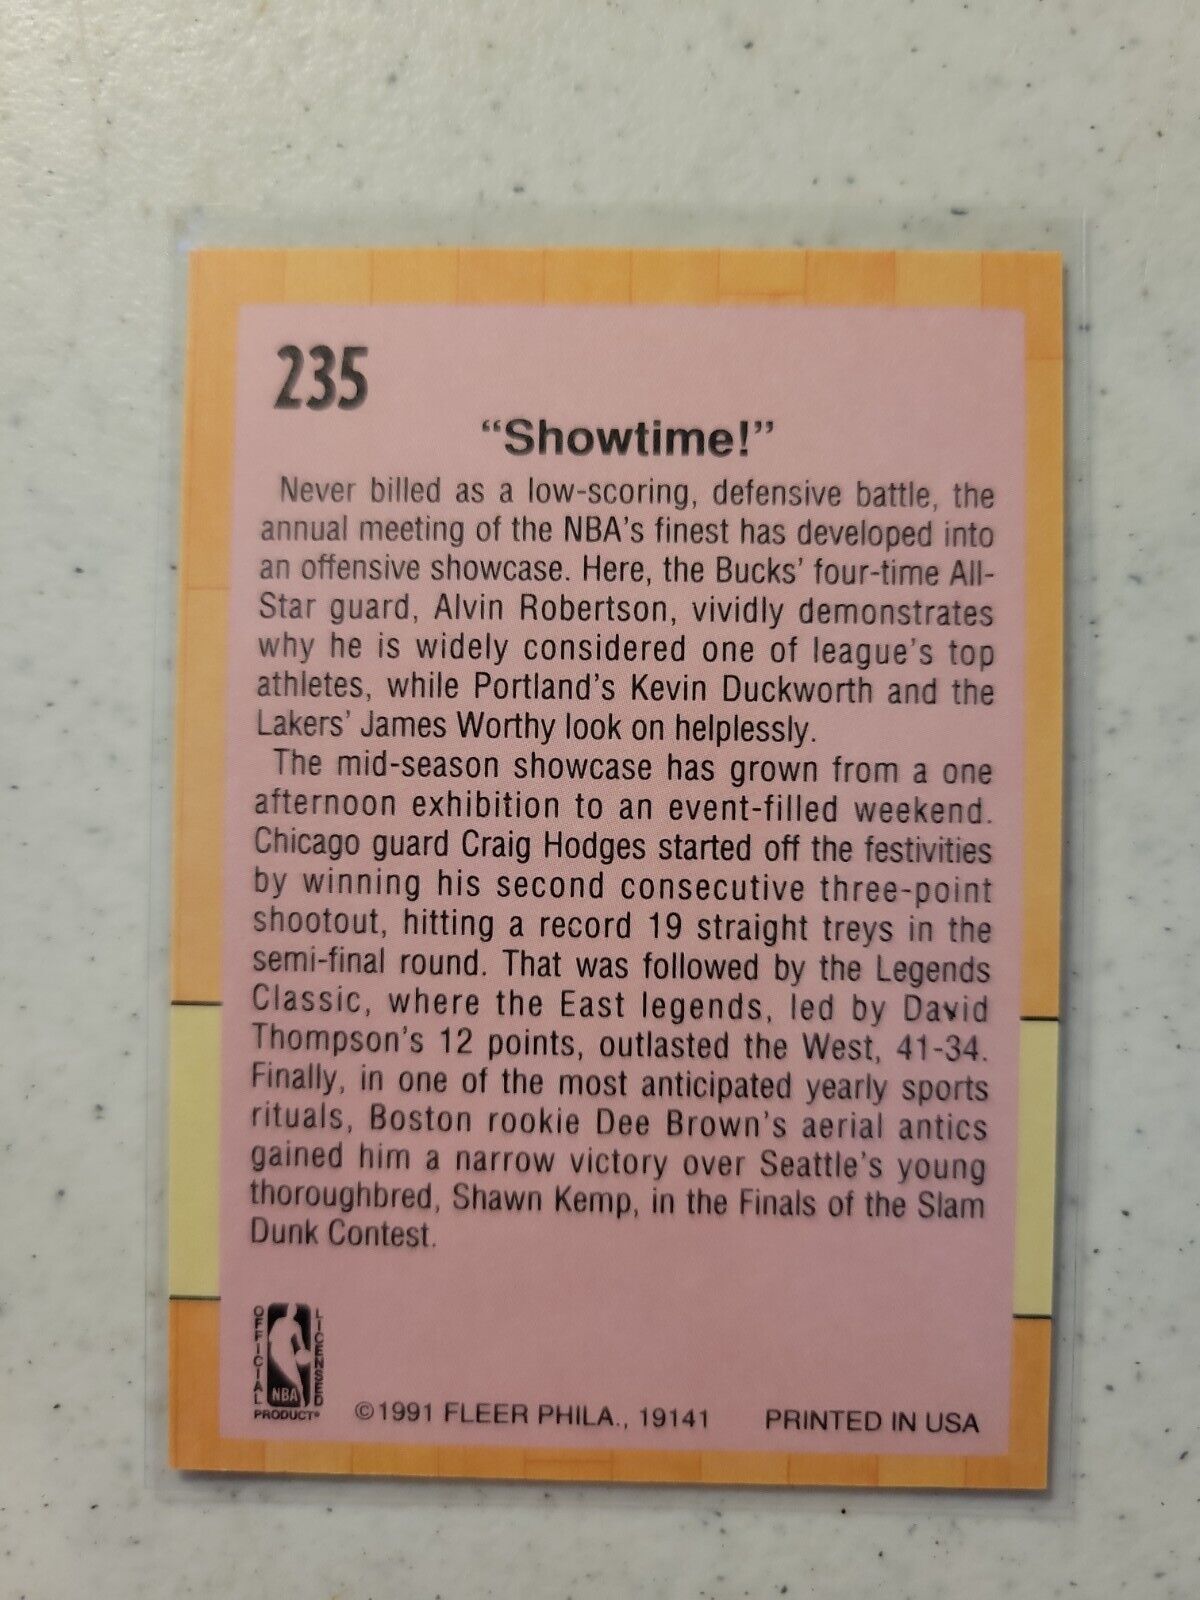 235
“Showtime!”
Never billed as a low-scoring, defensive battle, the
annual meeting of the NBA’s finest has developed into
an offensive showcase. Here, the Bucks’ four-time All-
Star guard, Alvin Robertson, vividly demonstrates
why he is widely considered one of league’s top
athletes, while Portland’s Kevin Duckworth and the
Lakers’ James Worthy look on helplessly.
The mid-season showcase has grown from a one
afternoon exhibition to an event-filled weekend.
Chicago guard Craig Hodges started off the festivities
by winning his second consecutive three-point
shootout, hitting a record 19 straight treys in the
semi-final round. That was followed by the Legends
Classic, where the East legends, led by David
Thompson’s 12 points, outlasted the West, 41-34.
Finally, in one of the most anticipated yearly sports
rituals, Boston rookie Dee Brown’s aerial antics
gained him a narrow victory over Seattle’s young
thoroughbred, Shawn Kemp, in the Finals of the Slam
Dunk Contest.
OFFICIAL
LICENSED
NBA
PRODUCT®
©1991 FLEER PHILA., 19141
PRINTED IN USA